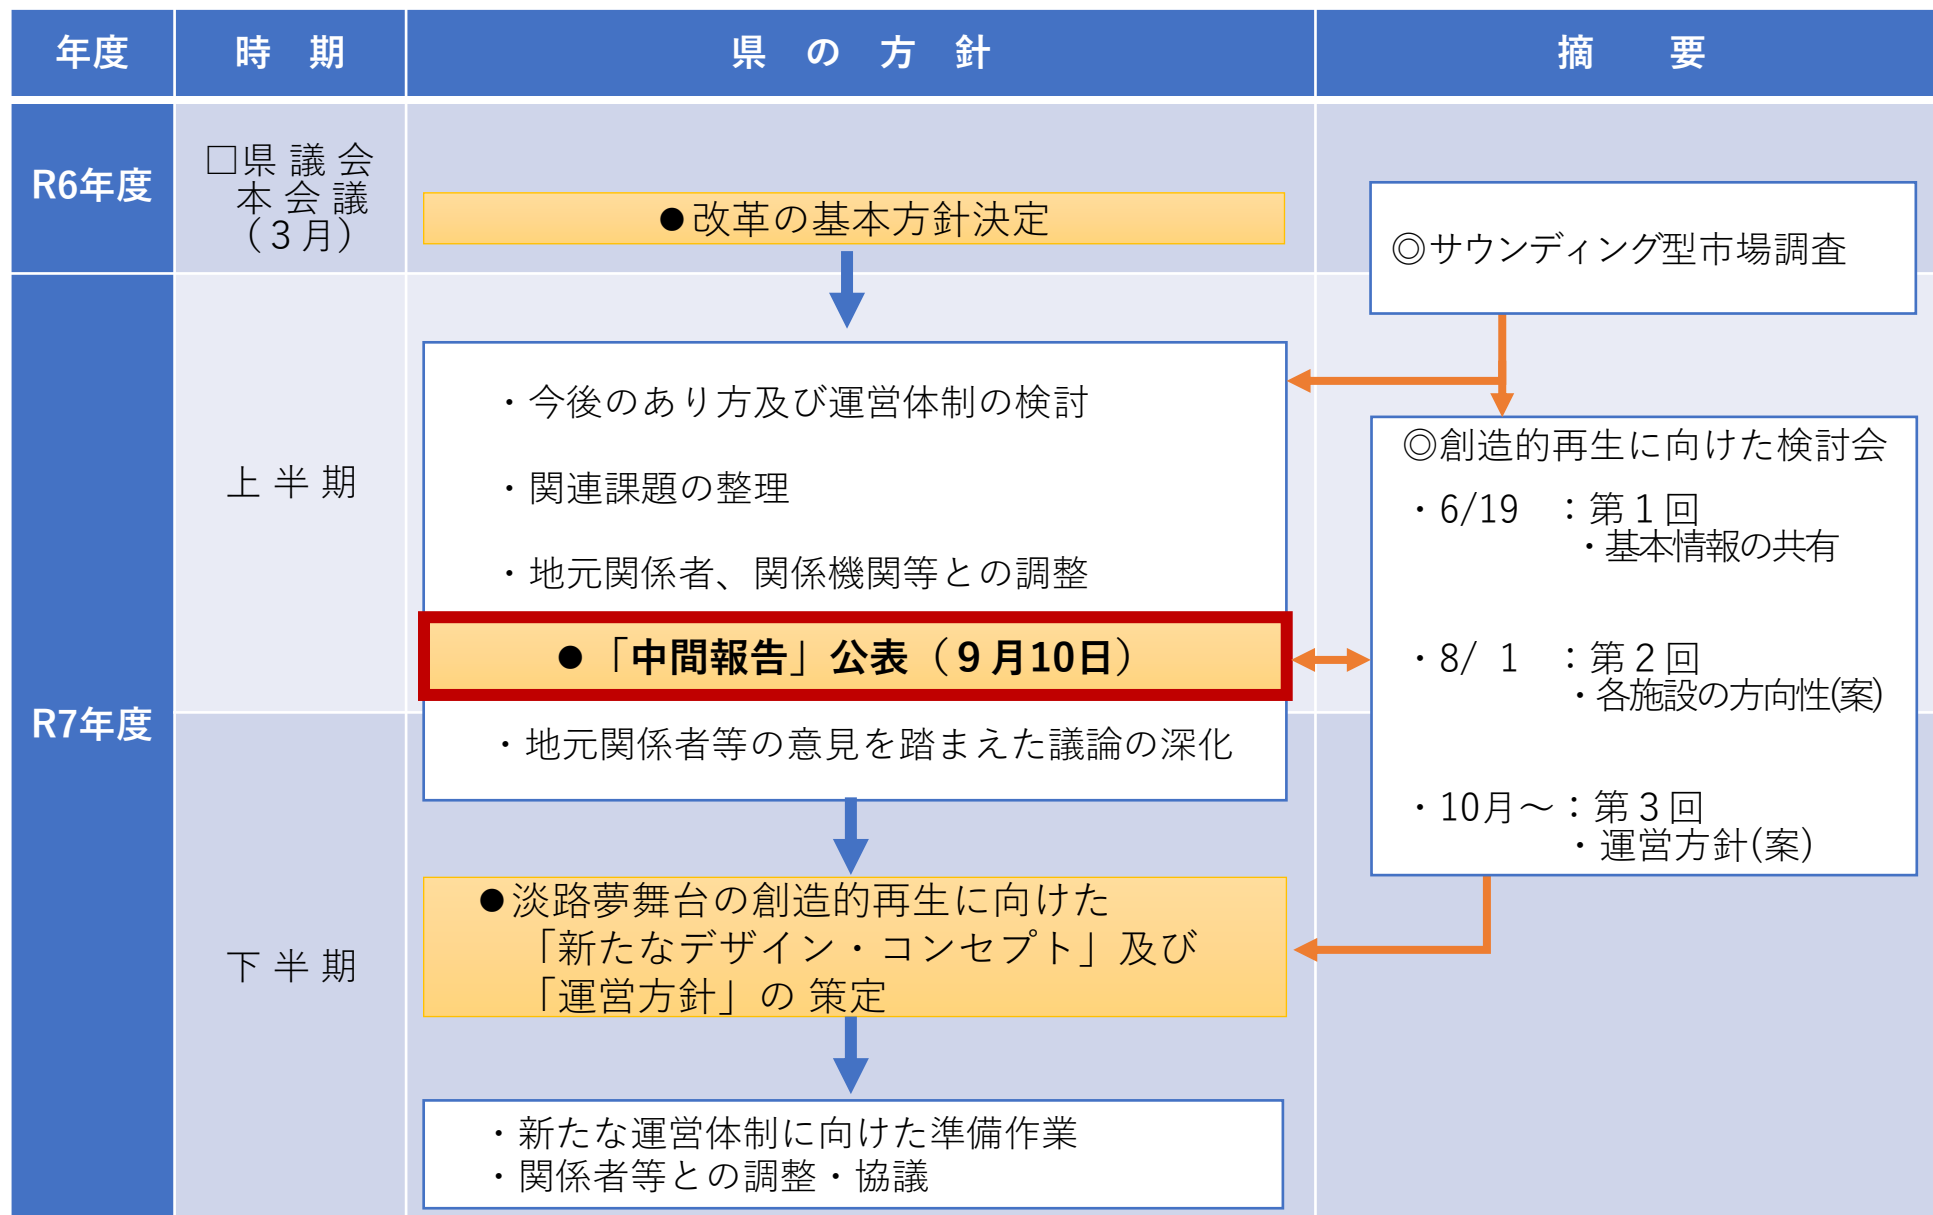 年度
時　期
県　の　方　針
摘　　要
R6年度
□県 議 会
本 会 議
（３月）
●改革の基本方針決定
◎サウンディング型市場調査
R7年度
上 半 期
・今後のあり方及び運営体制の検討
・関連課題の整理
・地元関係者、関係機関等との調整
●「中間報告」公表（９月10日）
・地元関係者等の意見を踏まえた議論の深化
◎創造的再生に向けた検討会
・6/19　：第１回
・基本情報の共有
・8/ 1　：第２回
・各施設の方向性(案)
・10月～：第３回
・運営方針(案)
下 半 期
●淡路夢舞台の創造的再生に向けた
「新たなデザイン・コンセプト」及び
「運営方針」の 策定
・新たな運営体制に向けた準備作業
・関係者等との調整・協議